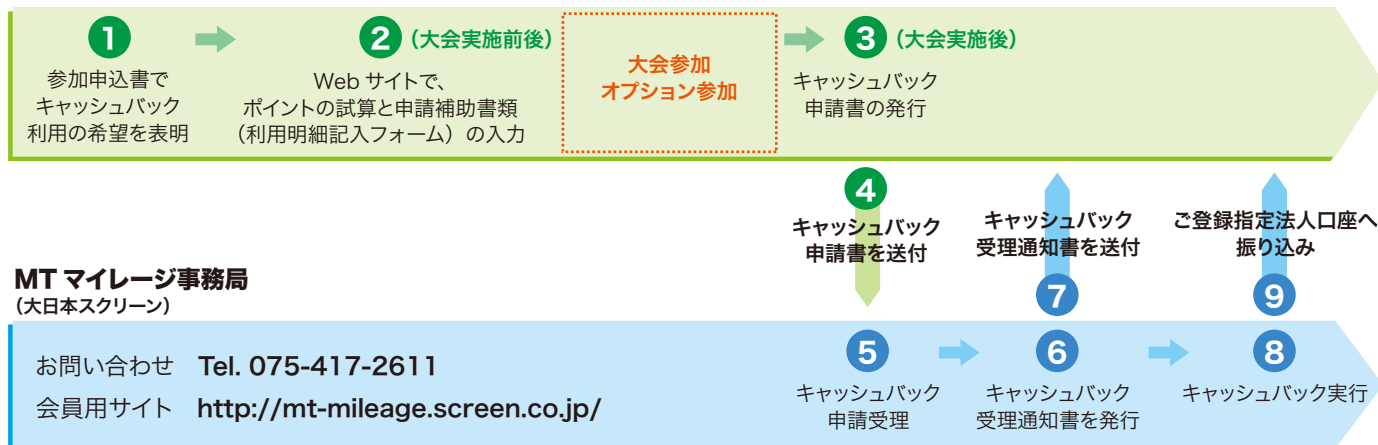 1
参加申込書で
キャッシュバック
利用の希望を表明
2 (大会実施前後)
Web サイトで、
ポイントの試算と申請補助書類
(利用明細記入フォーム) の入力
大会参加
オプション参加
3 (大会実施後)
キャッシュバック
申請書の発行
4
キャッシュバック
申請書を送付
キャッシュバック
受理通知書を送付
7
ご登録指定法人口座へ
振り込み
9
MT マイレージ事務局
(大日本スクリーン)
お問い合わせ Tel. 075-417-2611
会員用サイト http://mt-mileage.screen.co.jp/
5
キャッシュバック
申請受理
6
キャッシュバック
受理通知書を発行
8
キャッシュバック実行